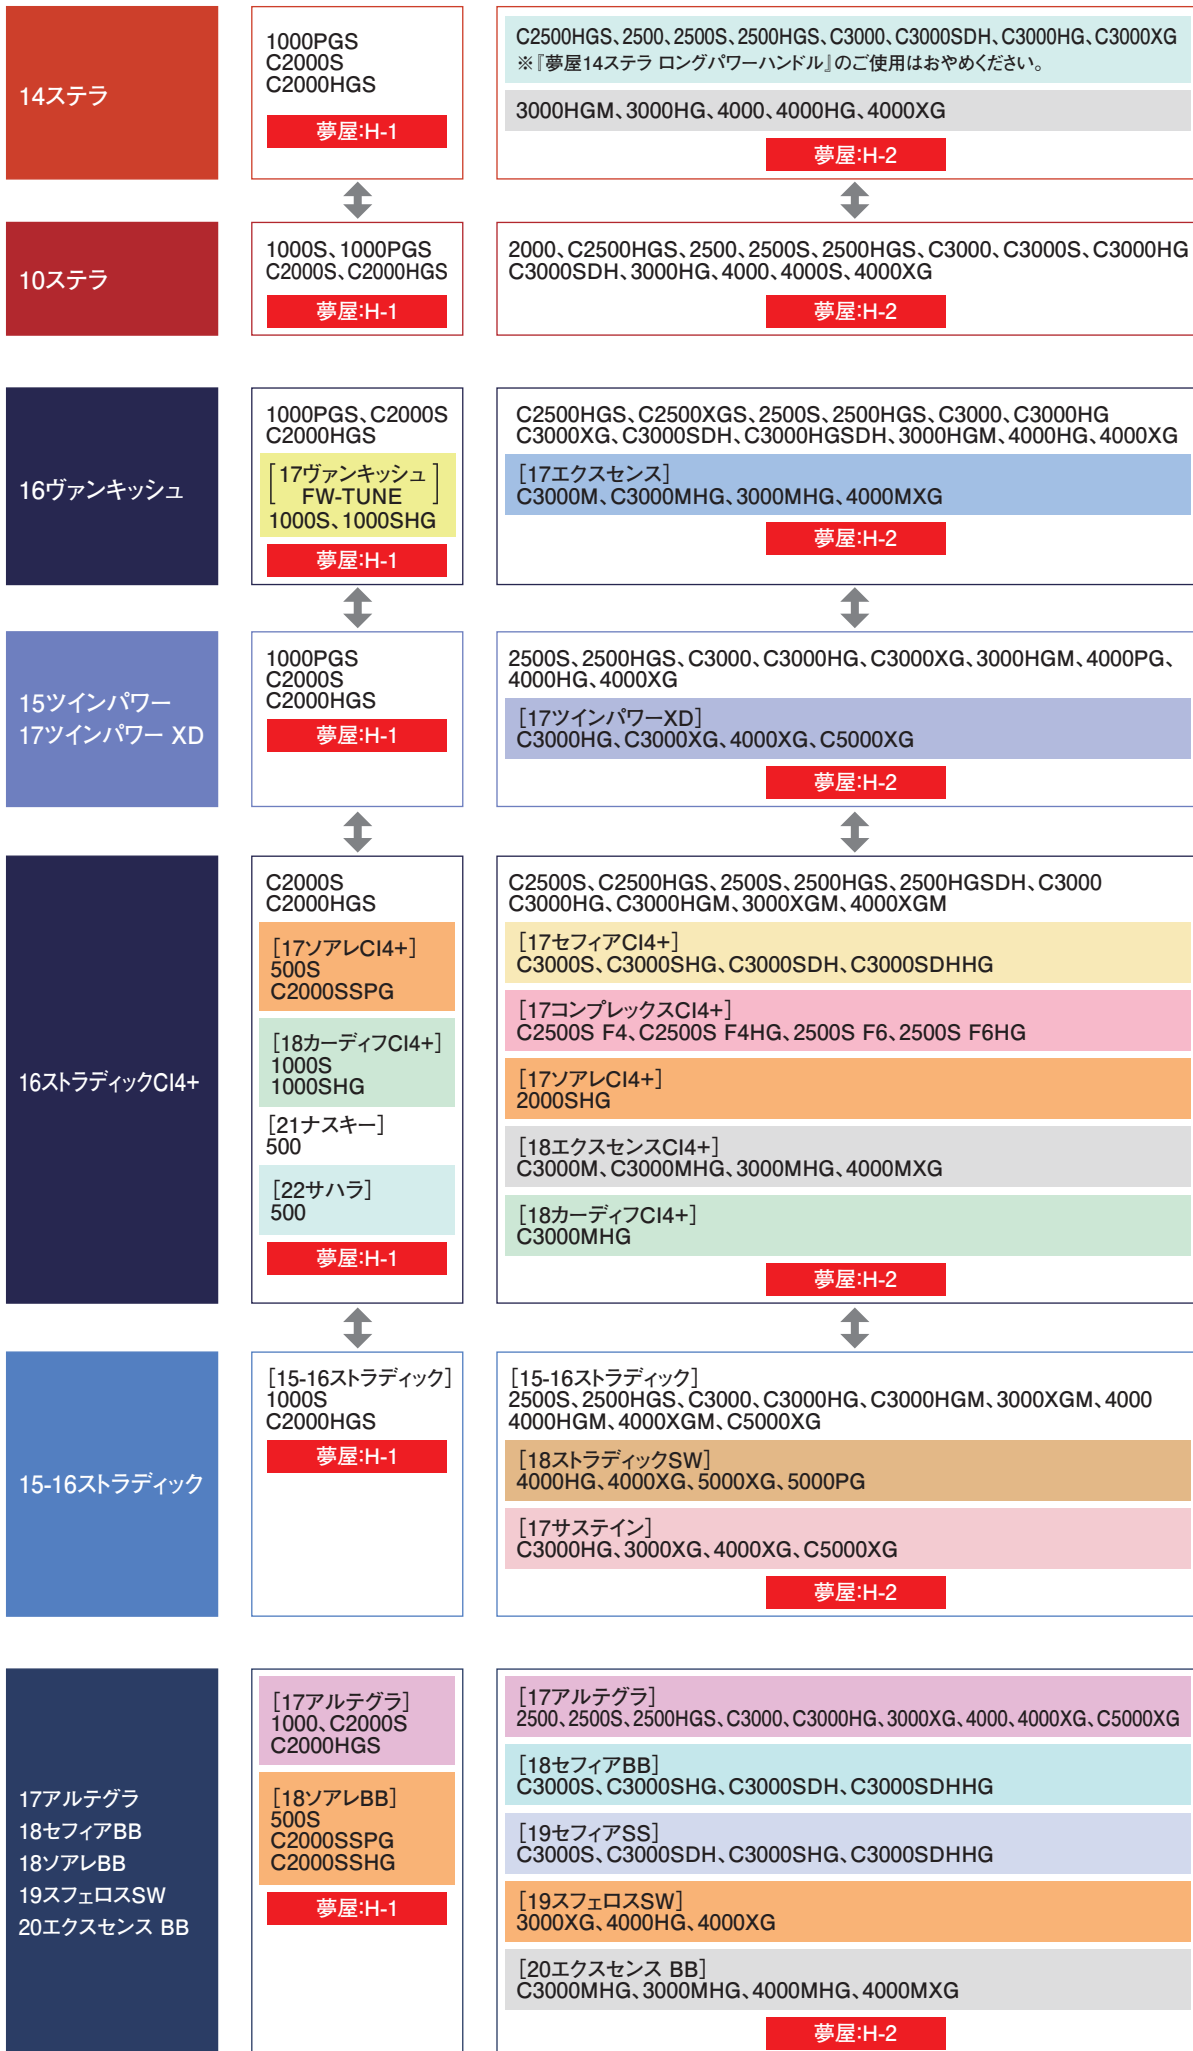 14ステラ
1000PGS
C2000S
C2000HGS
夢屋:H-1
C2500HGS、2500、2500S、2500HGS、C3000、C3000SDH、C3000HG、C3000XG
※『夢屋14ステラ ロングパワーハンドル』のご使用はおやめください。
3000HGM、3000HG、4000、4000HG、4000XG
夢屋:H-2
10ステラ
1000S、1000PGS
C2000S、C2000HGS
夢屋:H-1
2000、C2500HGS、2500、2500S、2500HGS、C3000、C3000S、C3000HG
C3000SDH、3000HG、4000、4000S、4000XG
夢屋:H-2
16ヴァンキッシュ
1000PGS、C2000S
C2000HGS
[17ヴァンキッシュ
FW-TUNE]
1000S、1000SHG
夢屋:H-1
C2500HGS、C2500XGS、2500S、2500HGS、C3000、C3000HG
C3000XG、C3000SDH、C3000HGSDH、3000HGM、4000HG、4000XG
[17エクスセンス]
C3000M、C3000MHG、3000MHG、4000MXG
夢屋:H-2
15ツインパワー
17ツインパワー XD
1000PGS
C2000S
C2000HGS
夢屋:H-1
2500S、2500HGS、C3000、C3000HG、C3000XG、3000HGM、4000PG、
4000HG、4000XG
[17ツインパワーXD]
C3000HG、C3000XG、4000XG、C5000XG
夢屋:H-2
16ストラディックCI4+
C2000S
C2000HGS
[17ソアレCI4+]
500S
C2000SSPG
[18カーディフCI4+]
1000S
1000SHG
[21ナスキー]
500
[22サハラ]
500
夢屋:H-1
C2500S、C2500HGS、2500S、2500HGS、2500HGSDH、C3000
C3000HG、C3000HGM、3000XGM、4000XGM
[17セフィアCI4+]
C3000S、C3000SHG、C3000SDH、C3000SDHHG
[17コンプレックスCI4+]
C2500S F4、C2500S F4HG、2500S F6、2500S F6HG
[17ソアレCI4+]
2000SHG
[18エクスセンスCI4+]
C3000M、C3000MHG、3000MHG、4000MXG
[18カーディフCI4+]
C3000MHG
夢屋:H-2
15-16ストラディック
[15-16ストラディック]
1000S
C2000HGS
夢屋:H-1
[15-16ストラディック]
2500S、2500HGS、C3000、C3000HG、C3000HGM、3000XGM、4000
4000HGM、4000XGM、C5000XG
[18ストラディックSW]
4000HG、4000XG、5000XG、5000PG
[17サステイン]
C3000HG、3000XG、4000XG、C5000XG
夢屋:H-2
17アルテグラ
18セフィアBB
18ソアレBB
19スフェロスSW
20エクスセンス BB
[17アルテグラ]
1000、C2000S
C2000HGS
[18ソアレBB]
500S
C2000SSPG
C2000SSHG
夢屋:H-1
[17アルテグラ]
2500、2500S、2500HGS、C3000、C3000HG、3000XG、4000、4000XG、C5000XG
[18セフィアBB]
C3000S、C3000SHG、C3000SDH、C3000SDHHG
[19セフィアSS]
C3000S、C3000SDH、C3000SHG、C3000SDHHG
[19スフェロスSW]
3000XG、4000HG、4000XG
[20エクスセンス BB]
C3000MHG、3000MHG、4000MHG、4000MXG
夢屋:H-2